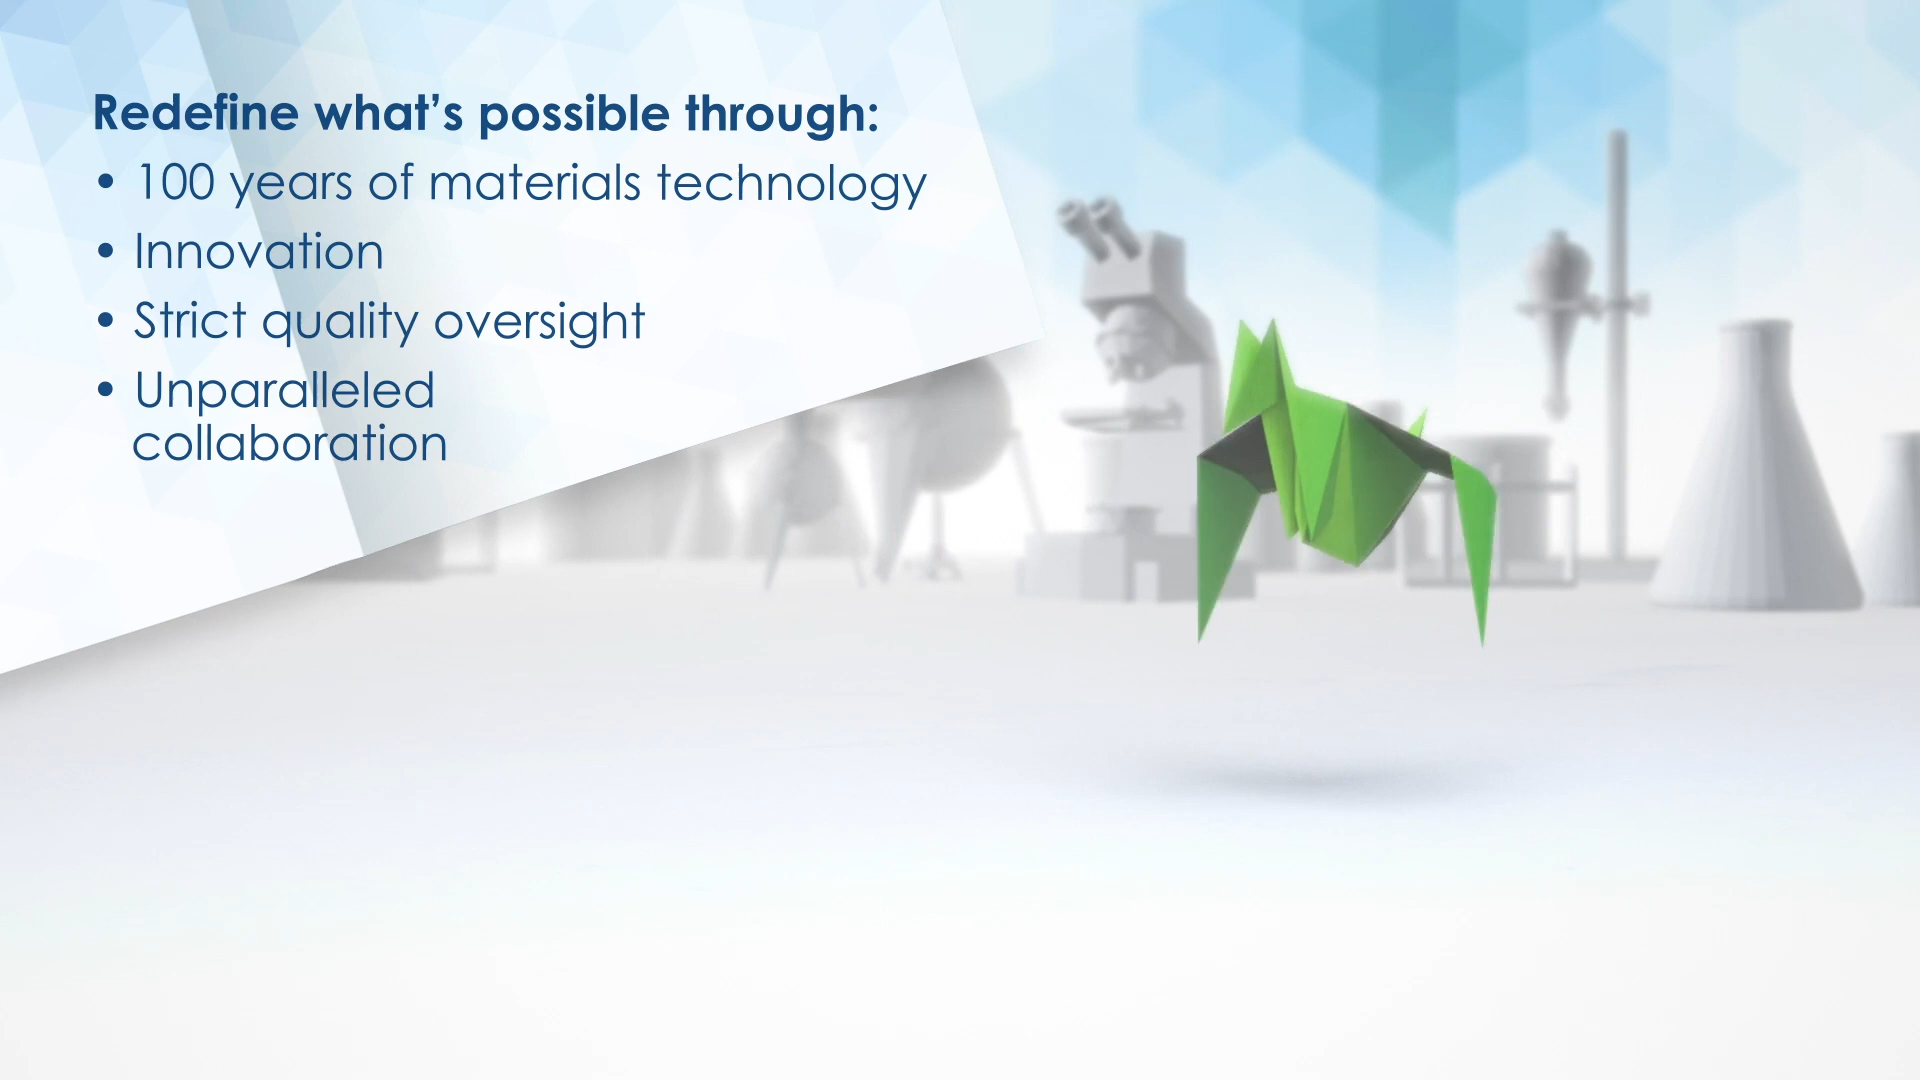 Redefine what’s possible through:
• 100 years of materials technology
• Innovation
• Strict quality oversight
• Unparalleled
collaboration